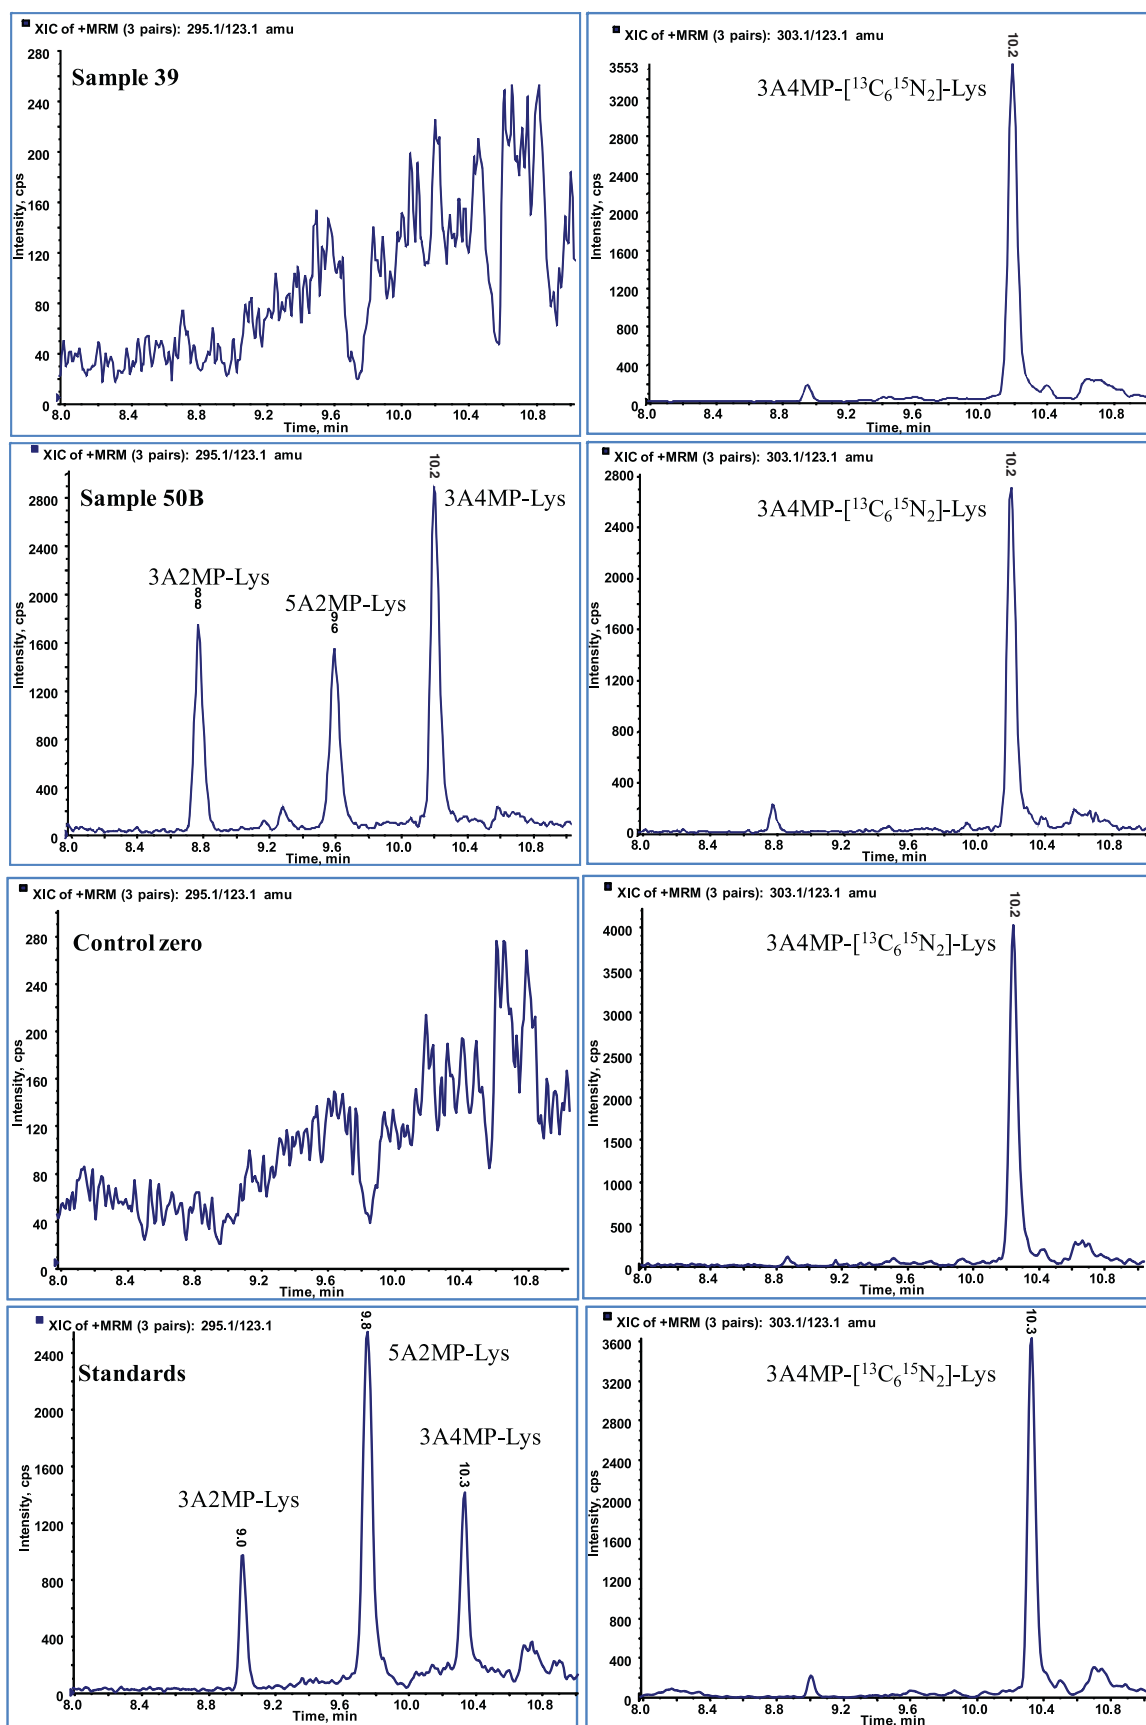 XIC of +MRM (3 pairs): 295.1/123.1 amu
Sample 39
280
240
200
160
120
80
40
0
Intensity, cps
8.0 8.4 8.8 9.2 9.6 10.0 10.4 10.8
Time, min
XIC of +MRM (3 pairs): 303.1/123.1 amu
10.2
3A4MP-[¹³C₆¹⁵N₂]-Lys
3553
3200
2800
2400
2000
1600
1200
800
400
0
Intensity, cps
8.0 8.4 8.8 9.2 9.6 10.0 10.4 10.8
Time, min
XIC of +MRM (3 pairs): 295.1/123.1 amu
Sample 50B
10.2
3A4MP-Lys
3A2MP-Lys
8.8
5A2MP-Lys
9.6
2800
2400
2000
1600
1200
800
400
0
Intensity, cps
8.0 8.4 8.8 9.2 9.6 10.0 10.4 10.8
Time, min
XIC of +MRM (3 pairs): 303.1/123.1 amu
10.2
3A4MP-[¹³C₆¹⁵N₂]-Lys
2800
2400
2000
1600
1200
800
400
0
Intensity, cps
8.0 8.4 8.8 9.2 9.6 10.0 10.4 10.8
Time, min
XIC of +MRM (3 pairs): 295.1/123.1 amu
Control zero
280
240
200
160
120
80
40
0
Intensity, cps
8.0 8.4 8.8 9.2 9.6 10.0 10.4 10.8
Time, min
XIC of +MRM (3 pairs): 303.1/123.1 amu
10.2
3A4MP-[¹³C₆¹⁵N₂]-Lys
4000
3500
3000
2500
2000
1500
1000
500
0
Intensity, cps
8.0 8.4 8.8 9.2 9.6 10.0 10.4 10.8
Time, min
XIC of +MRM (3 pairs): 295.1/123.1
Standards
9.8
5A2MP-Lys
3A4MP-Lys
10.3
3A2MP-Lys
9.0
2400
2000
1600
1200
800
400
0
Intensity, cps
8.0 8.4 8.8 9.2 9.6 10.0 10.4 10.8
Time, min
XIC of +MRM (3 pairs): 303.1/123.1 amu
10.3
3A4MP-[¹³C₆¹⁵N₂]-Lys
3600
3200
2800
2400
2000
1600
1200
800
400
0
Intensity, cps
8.0 8.4 8.8 9.2 9.6 10.0 10.4 10.8
Time, min